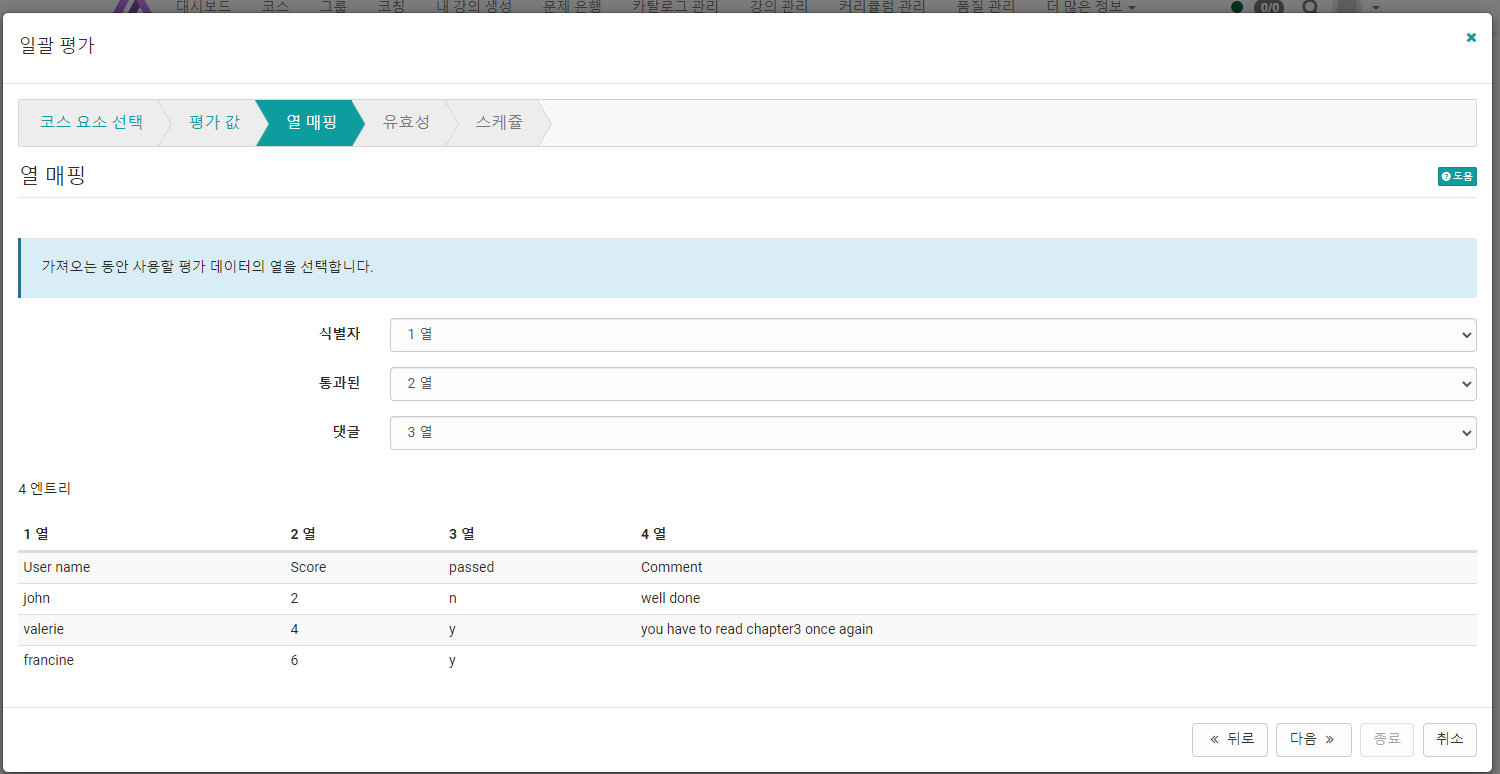 대시보드 코스 그룹 코칭 내 강의 생성 문제 은행 카탈로그 관리 강의 관리 커리큘럼 관리 품질 관리 더 많은 정보 0/0
일괄 평가
코스 요소 선택 평가 값 열 매핑 유효성 스케쥴
열 매핑
도움
가져오는 동안 사용할 평가 데이터의 열을 선택합니다.
식별자 1 열
통과된 2 열
댓글 3 열
4 엔트리
1 열 2 열 3 열 4 열
User name Score passed Comment
john 2 n well done
valerie 4 y you have to read chapter3 once again
francine 6 y
« 뒤로 다음 » 종료 취소